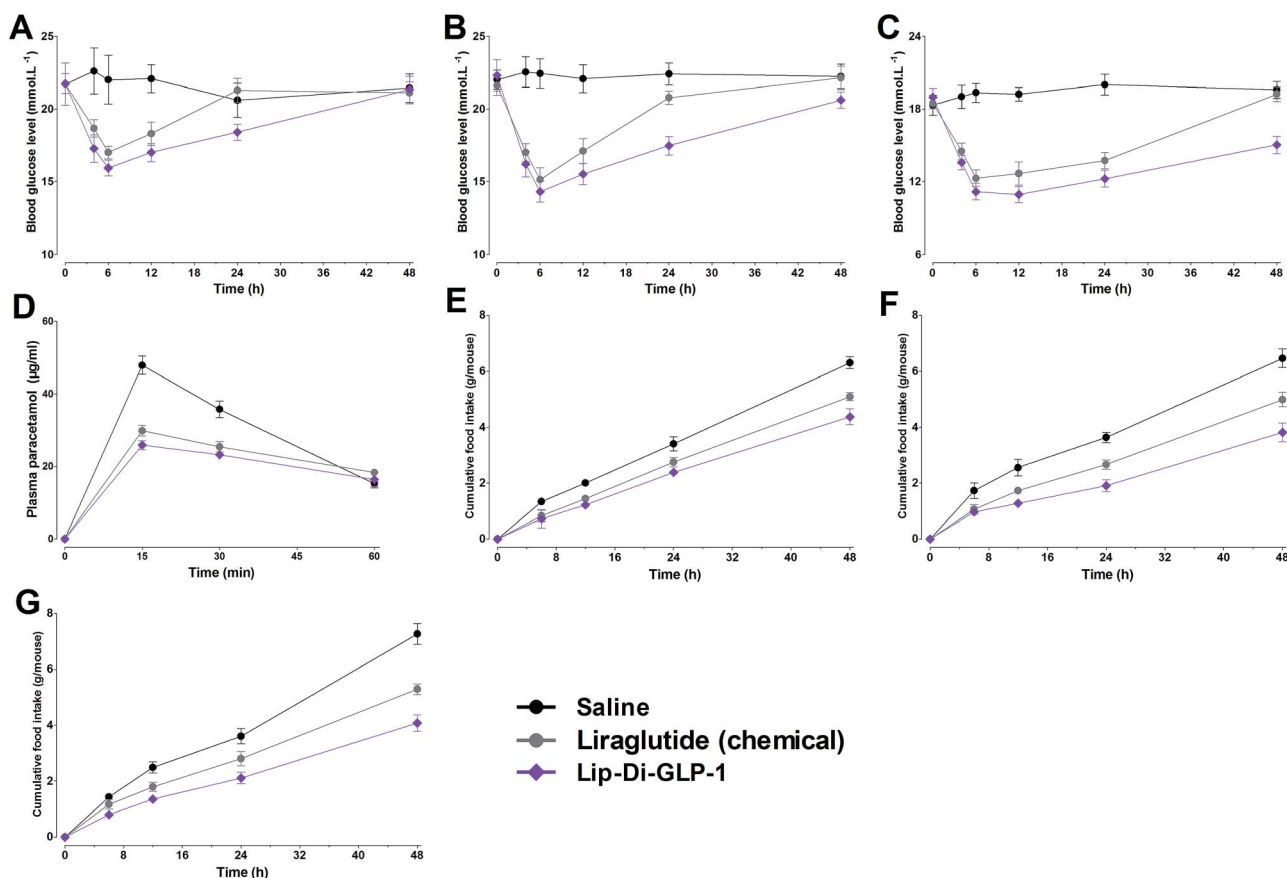 A
B
C
Blood glucose level (mmol.L⁻¹)
25
20
15
10
0 6 12 18 24 30 36 42 48
Time (h)
Blood glucose level (mmol.L⁻¹)
25
20
15
10
0 6 12 18 24 30 36 42 48
Time (h)
Blood glucose level (mmol.L⁻¹)
24
18
12
6
0 6 12 18 24 30 36 42 48
Time (h)
D
E
F
Plasma paracetamol (µg/ml)
60
40
20
0
0 15 30 45 60
Time (min)
Cumulative food intake (g/mouse)
8
6
4
2
0
0 8 16 24 32 40 48
Time (h)
Cumulative food intake (g/mouse)
8
6
4
2
0
0 8 16 24 32 40 48
Time (h)
G
Cumulative food intake (g/mouse)
8
6
4
2
0
0 8 16 24 32 40 48
Time (h)
Saline
Liraglutide (chemical)
Lip-Di-GLP-1